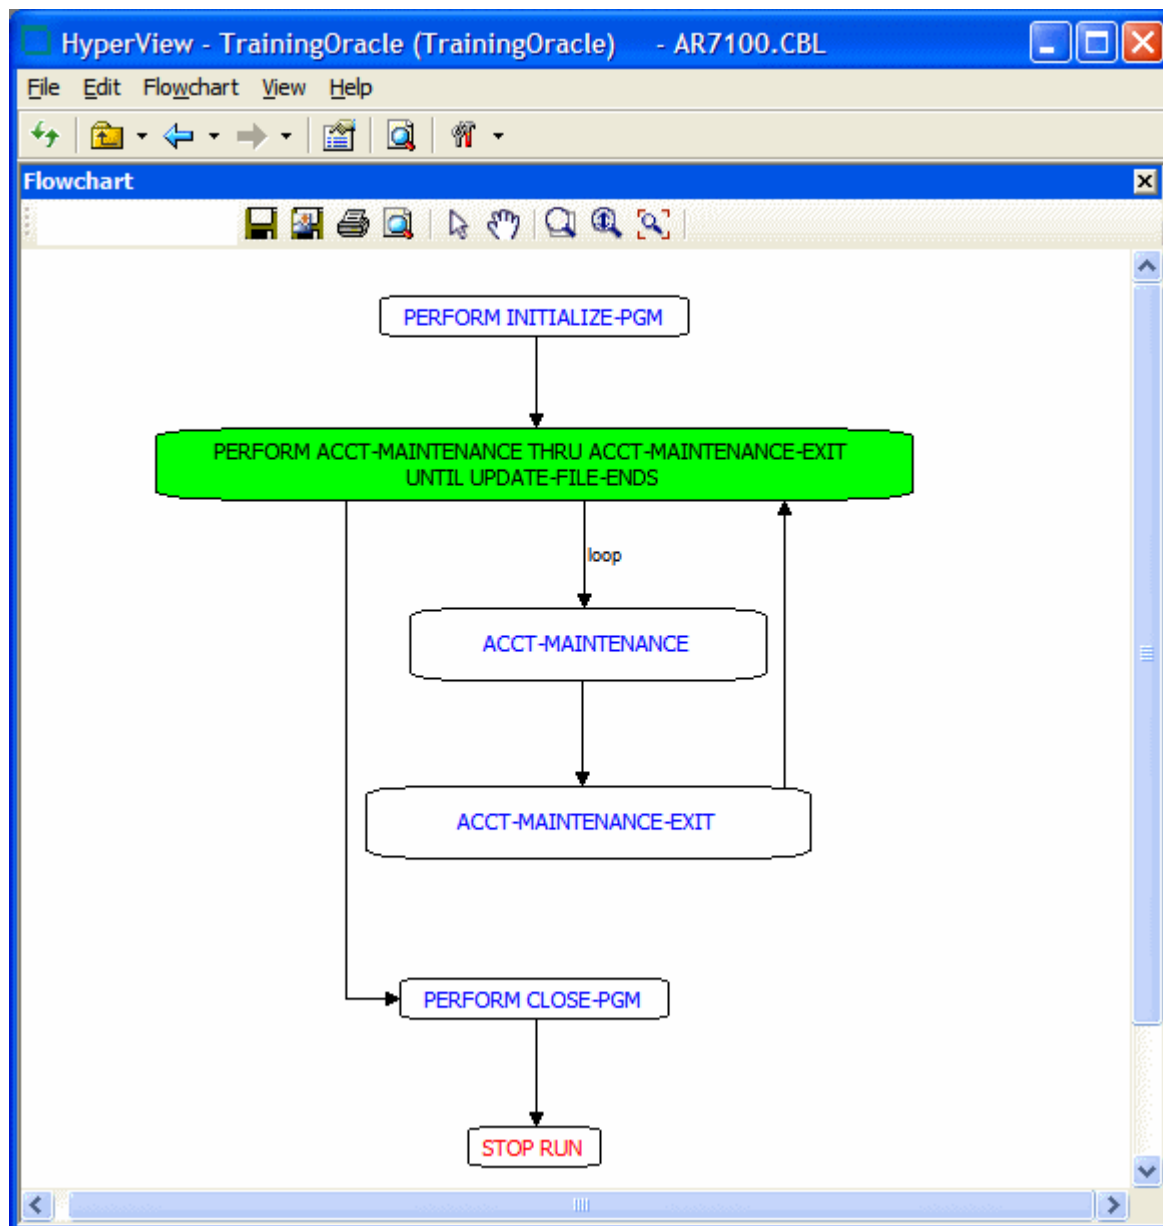 HyperView - TrainingOracle (TrainingOracle) - AR7100.CBL
File Edit Flowchart View Help
Flowchart
PERFORM INITIALIZE-PGM
PERFORM ACCT-MAINTENANCE THRU ACCT-MAINTENANCE-EXIT
UNTIL UPDATE-FILE-ENDS
loop
ACCT-MAINTENANCE
ACCT-MAINTENANCE-EXIT
PERFORM CLOSE-PGM
STOP RUN